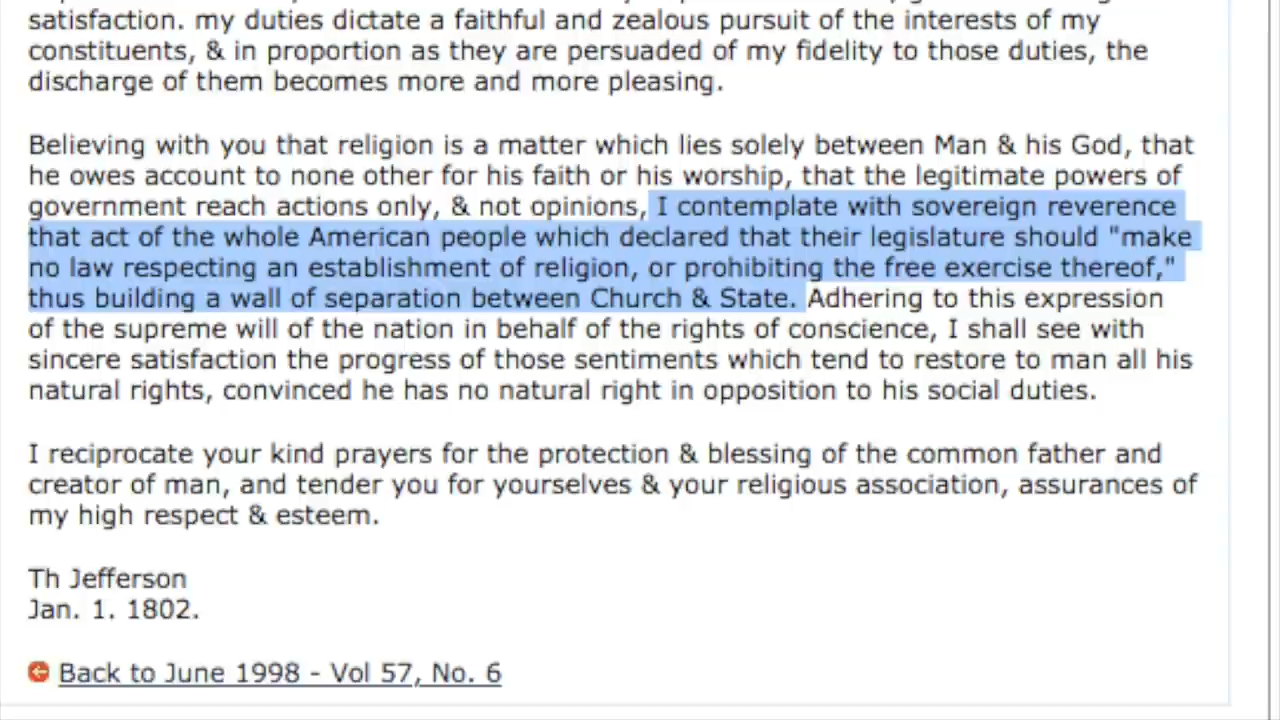 satisfaction. my duties dictate a faithful and zealous pursuit of the interests of my
constituents, & in proportion as they are persuaded of my fidelity to those duties, the
discharge of them becomes more and more pleasing.
Believing with you that religion is a matter which lies solely between Man & his God, that
he owes account to none other for his faith or his worship, that the legitimate powers of
government reach actions only, & not opinions, I contemplate with sovereign reverence
that act of the whole American people which declared that their legislature should "make
no law respecting an establishment of religion, or prohibiting the free exercise thereof,"
thus building a wall of separation between Church & State. Adhering to this expression
of the supreme will of the nation in behalf of the rights of conscience, I shall see with
sincere satisfaction the progress of those sentiments which tend to restore to man all his
natural rights, convinced he has no natural right in opposition to his social duties.
I reciprocate your kind prayers for the protection & blessing of the common father and
creator of man, and tender you for yourselves & your religious association, assurances of
my high respect & esteem.
Th Jefferson
Jan. 1. 1802.
Back to June 1998 - Vol 57, No. 6